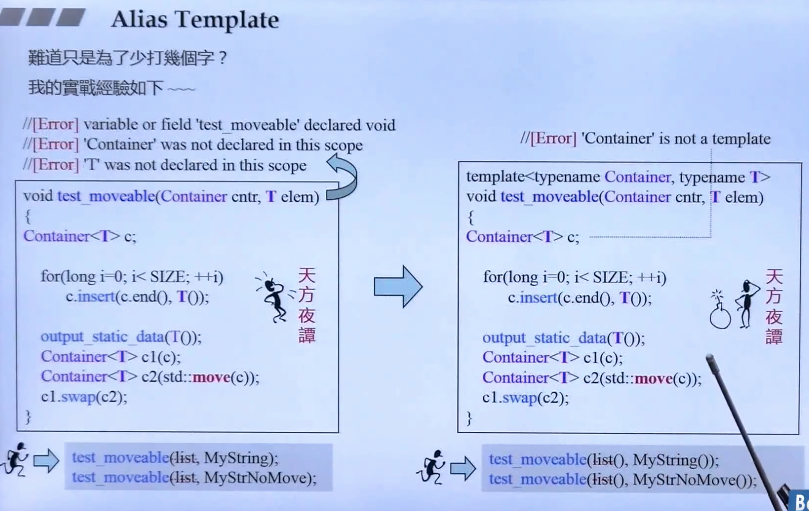 Alias Template
難道只是為了少打幾個字？
我的實戰經驗如下 ~~~
//[Error] variable or field 'test_moveable' declared void
//[Error] 'Container' was not declared in this scope
//[Error] 'T' was not declared in this scope
void test_moveable(Container cntr, T elem)
{
Container<T> c;
for(long i=0; i< SIZE; ++i)
c.insert(c.end(), T());
output_static_data(T());
Container<T> c1(c);
Container<T> c2(std::move(c));
c1.swap(c2);
}
天方夜譚
test_moveable(list, MyString);
test_moveable(list, MyStrNoMove);
//[Error] 'Container' is not a template
template<typename Container, typename T>
void test_moveable(Container cntr, T elem)
{
Container<T> c;
for(long i=0; i< SIZE; ++i)
c.insert(c.end(), T());
output_static_data(T());
Container<T> c1(c);
Container<T> c2(std::move(c));
c1.swap(c2);
}
天方夜譚
test_moveable(list(), MyString());
test_moveable(list(), MyStrNoMove());